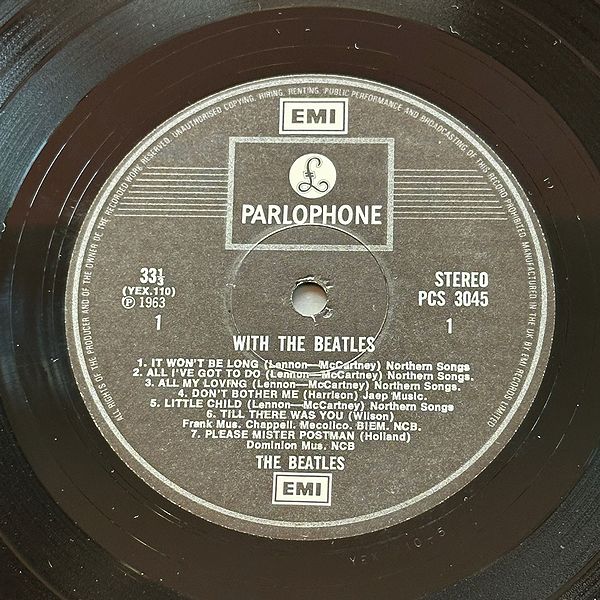 ALL RIGHTS OF THE PRODUCER AND OF THE OWNER OF THE RECORDED WORK RESERVED. UNAUTHORISED COPYING, HIRING, RENTING, PUBLIC PERFORMANCE AND BROADCASTING OF THIS RECORD PROHIBITED. MANUFACTURED IN THE UK BY EMI RECORDS LIMITED
EMI
£
PARLOPHONE
33⅓
(YEX.110)
Ⓟ 1963
1
STEREO
PCS 3045
1
WITH THE BEATLES
1. IT WON'T BE LONG (Lennon—McCartney) Northern Songs
2. ALL I'VE GOT TO DO (Lennon—McCartney) Northern Songs.
3. ALL MY LOVING (Lennon—McCartney) Northern Songs.
4. DON'T BOTHER ME (Harrison) Jaep Music.
5. LITTLE CHILD (Lennon—McCartney) Northern Songs
6. TILL THERE WAS YOU (Wilson)
Frank Mus. Chappell. Mecolico. BIEM. NCB.
7. PLEASE MISTER POSTMAN (Holland)
Dominion Mus. NCB
THE BEATLES
EMI